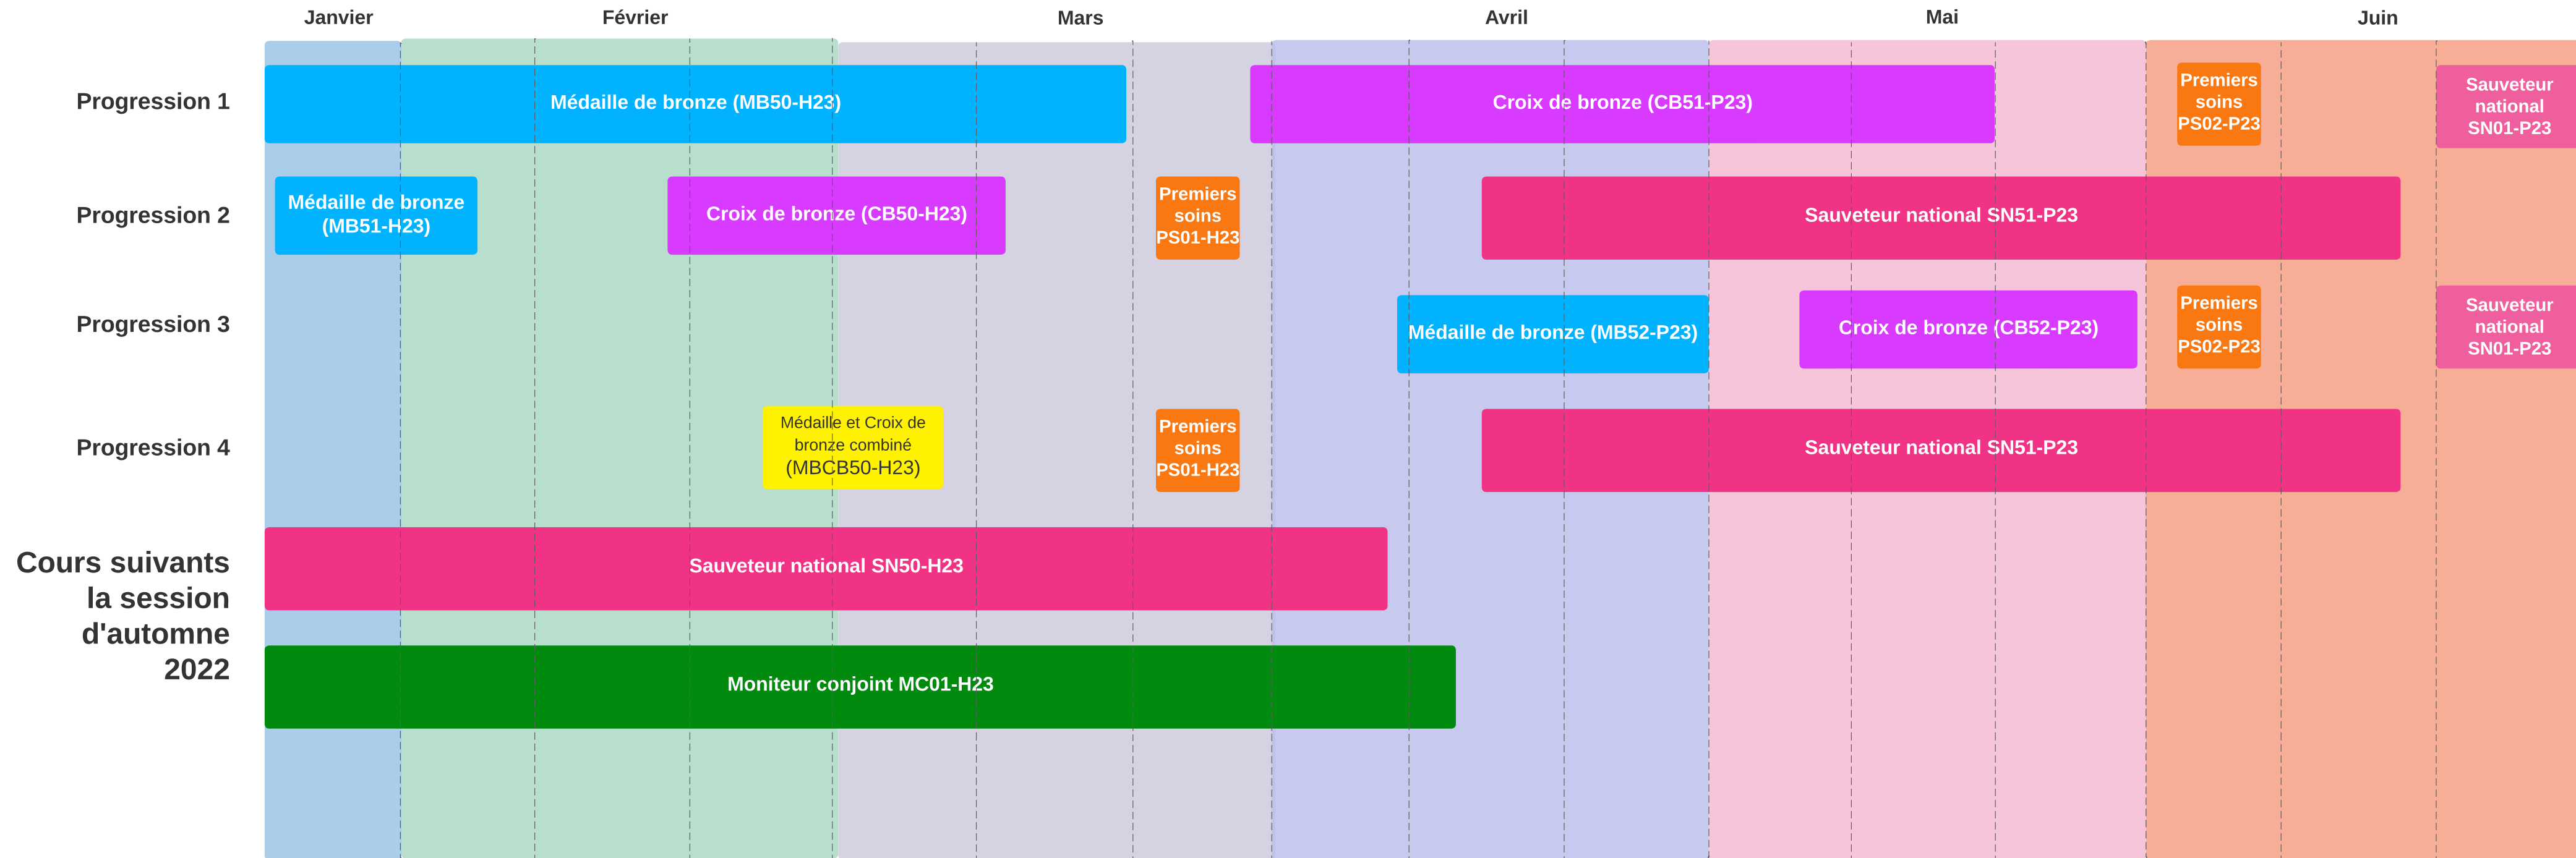 Janvier
Février
Mars
Avril
Mai
Juin
Progression 1
Médaille de bronze (MB50-H23)
Croix de bronze (CB51-P23)
Premiers
soins
PS02-P23
Sauveteur
national
SN01-P23
Progression 2
Médaille de bronze
(MB51-H23)
Croix de bronze (CB50-H23)
Premiers
soins
PS01-H23
Sauveteur national SN51-P23
Progression 3
Médaille de bronze (MB52-P23)
Croix de bronze (CB52-P23)
Premiers
soins
PS02-P23
Sauveteur
national
SN01-P23
Progression 4
Médaille et Croix de
bronze combiné
(MBCB50-H23)
Premiers
soins
PS01-H23
Sauveteur national SN51-P23
Cours suivants
la session
d'automne
2022
Sauveteur national SN50-H23
Moniteur conjoint MC01-H23